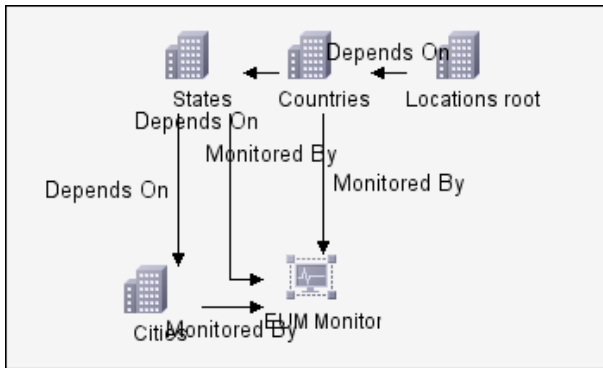 Depends On
States
Countries
Locations root
Depends On
Monitored By
Monitored By
Depends On
Cities
Monitored By
EUM Monitor